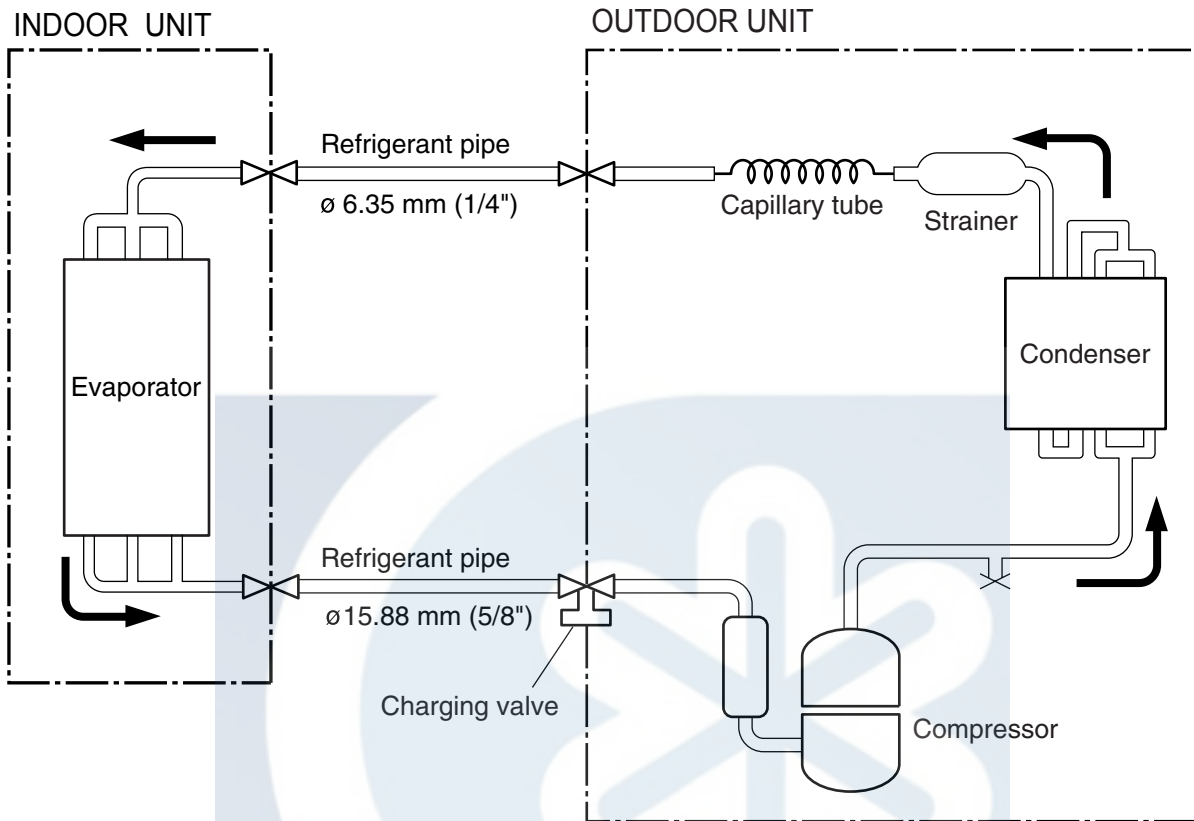 INDOOR UNIT
OUTDOOR UNIT
Refrigerant pipe
ø 6.35 mm (1/4")
Capillary tube
Strainer
Condenser
Evaporator
Refrigerant pipe
ø15.88 mm (5/8")
Charging valve
Compressor